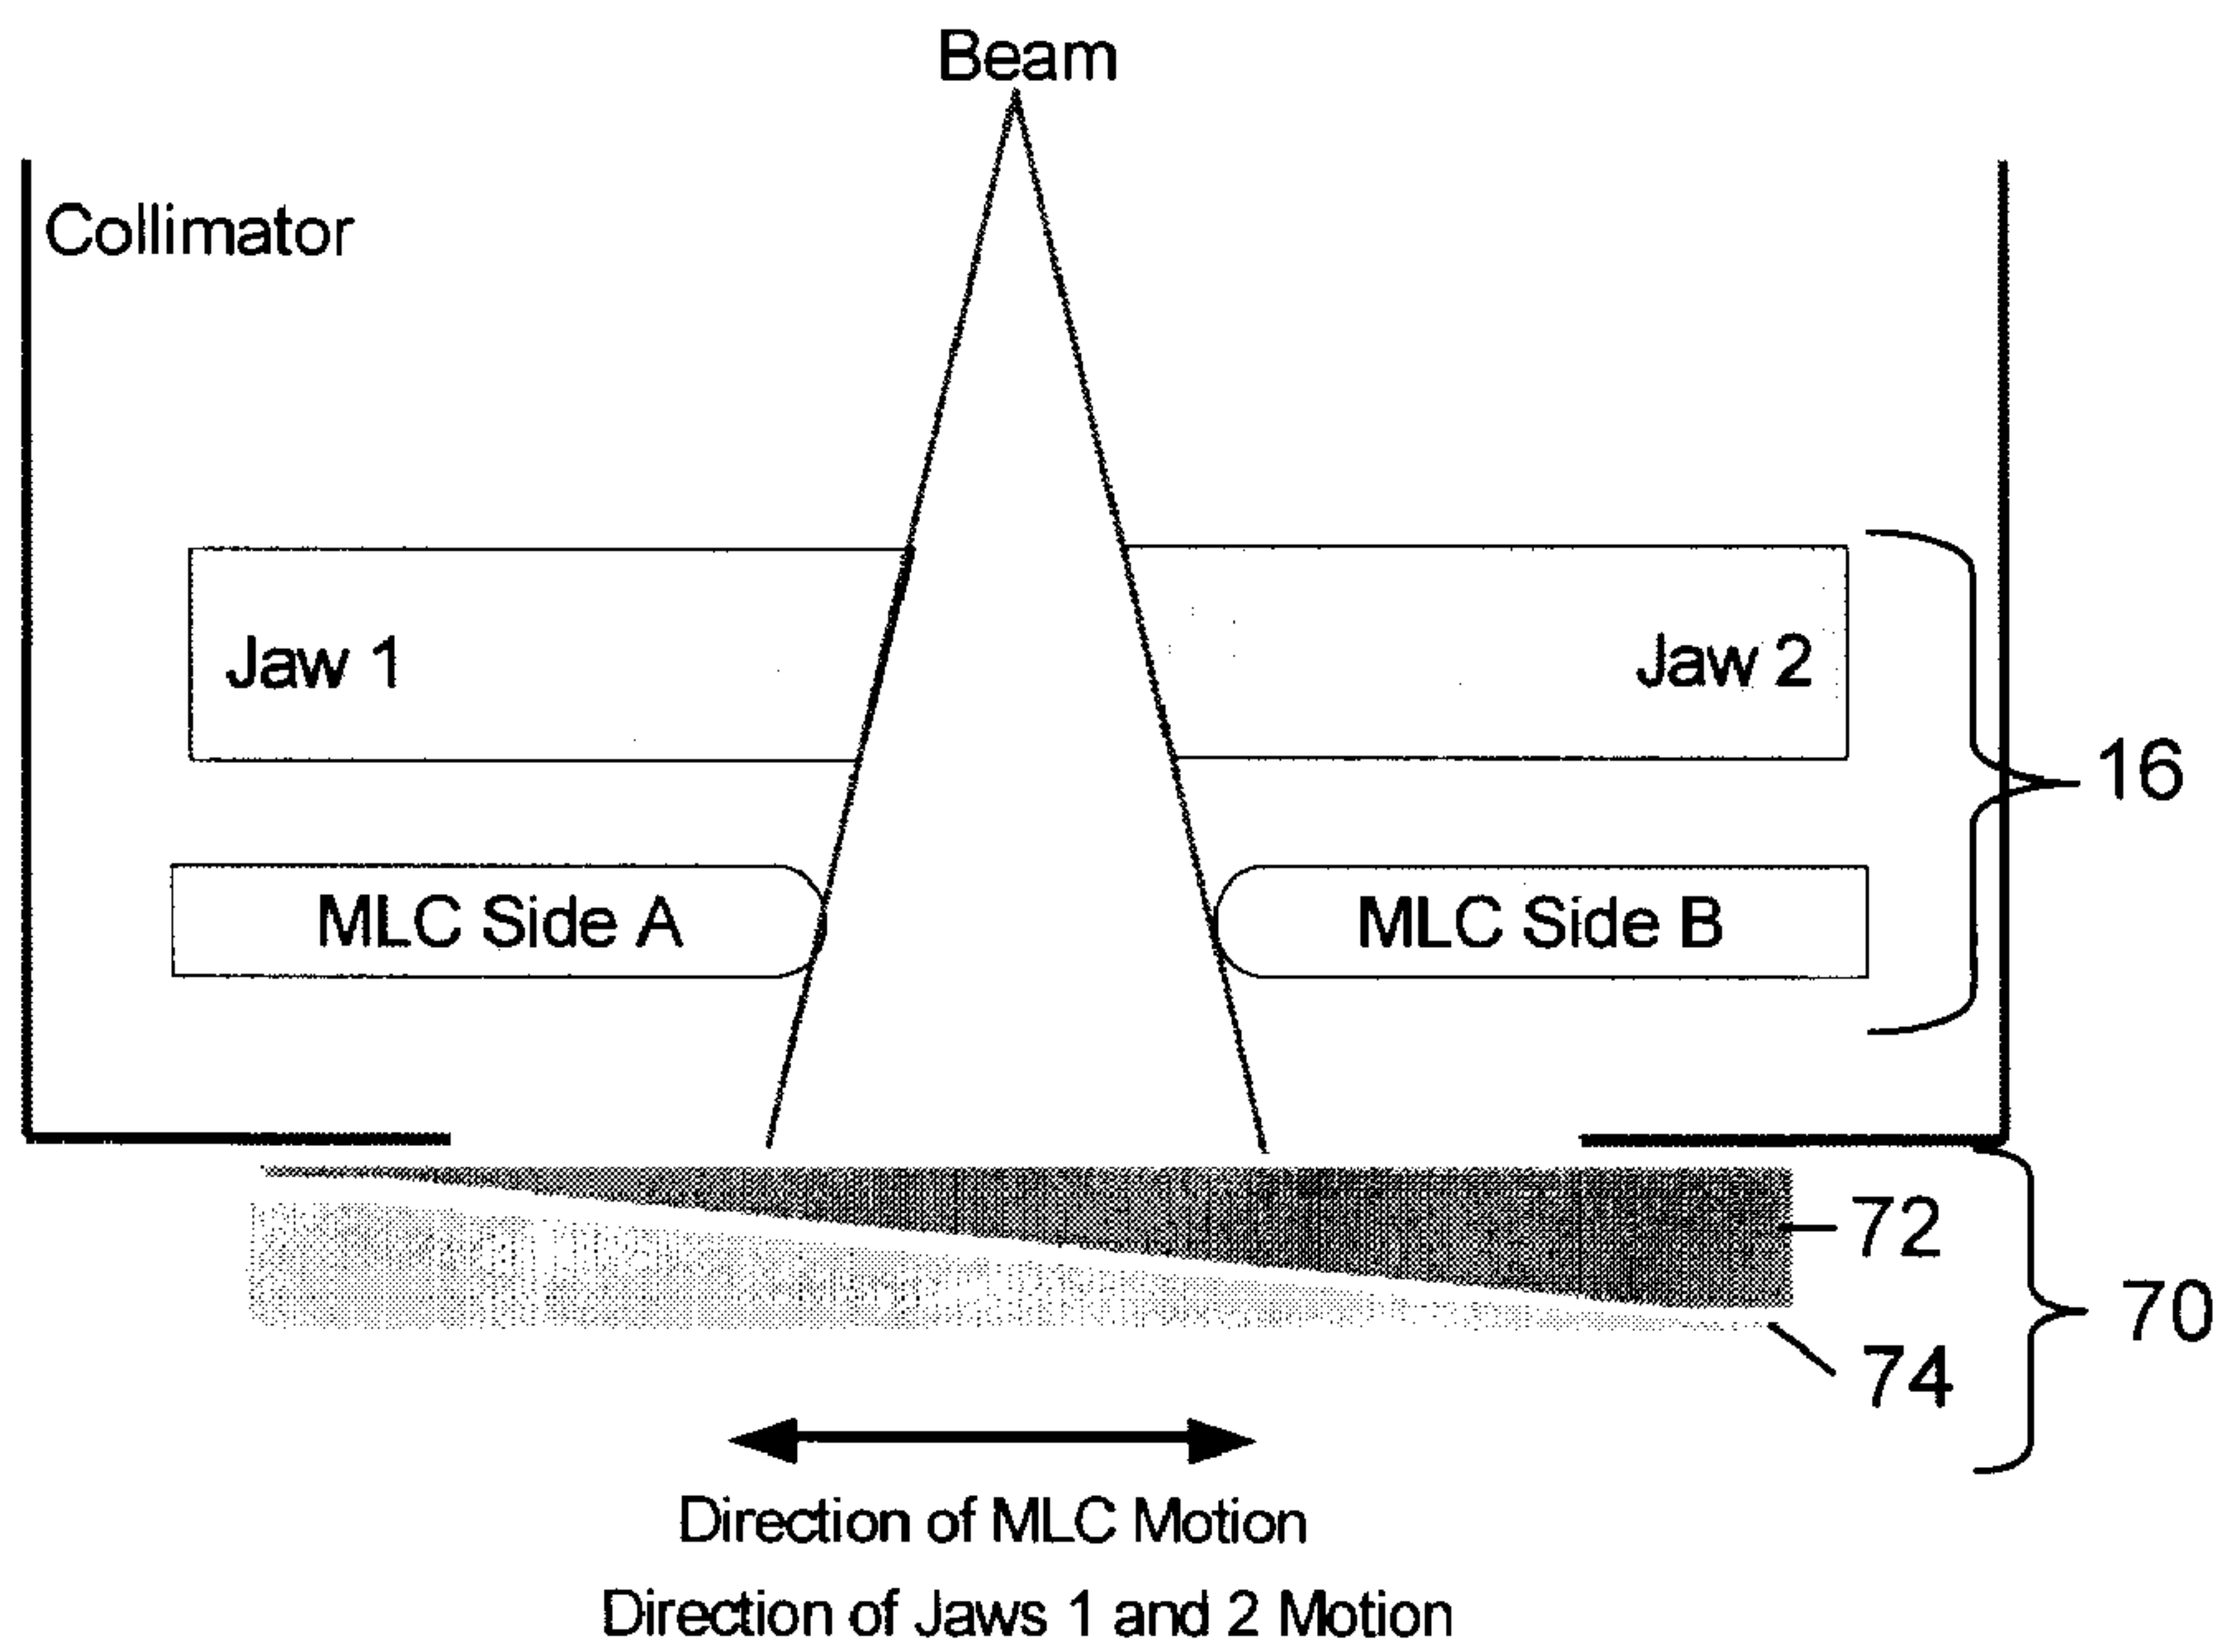 Beam
Collimator
Jaw 1
Jaw 2
16
MLC Side A
MLC Side B
72
70
74
Direction of MLC Motion
Direction of Jaws 1 and 2 Motion